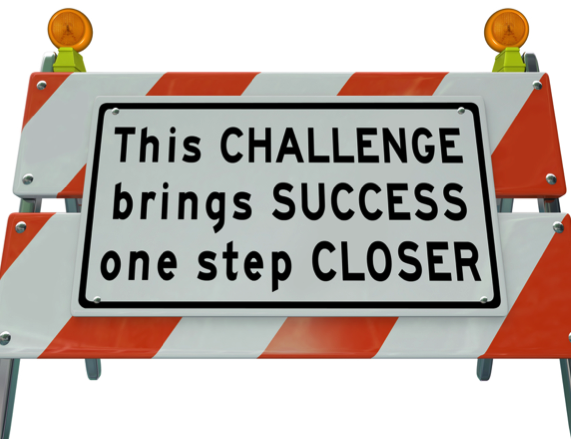 This CHALLENGE
brings SUCCESS
one step CLOSER